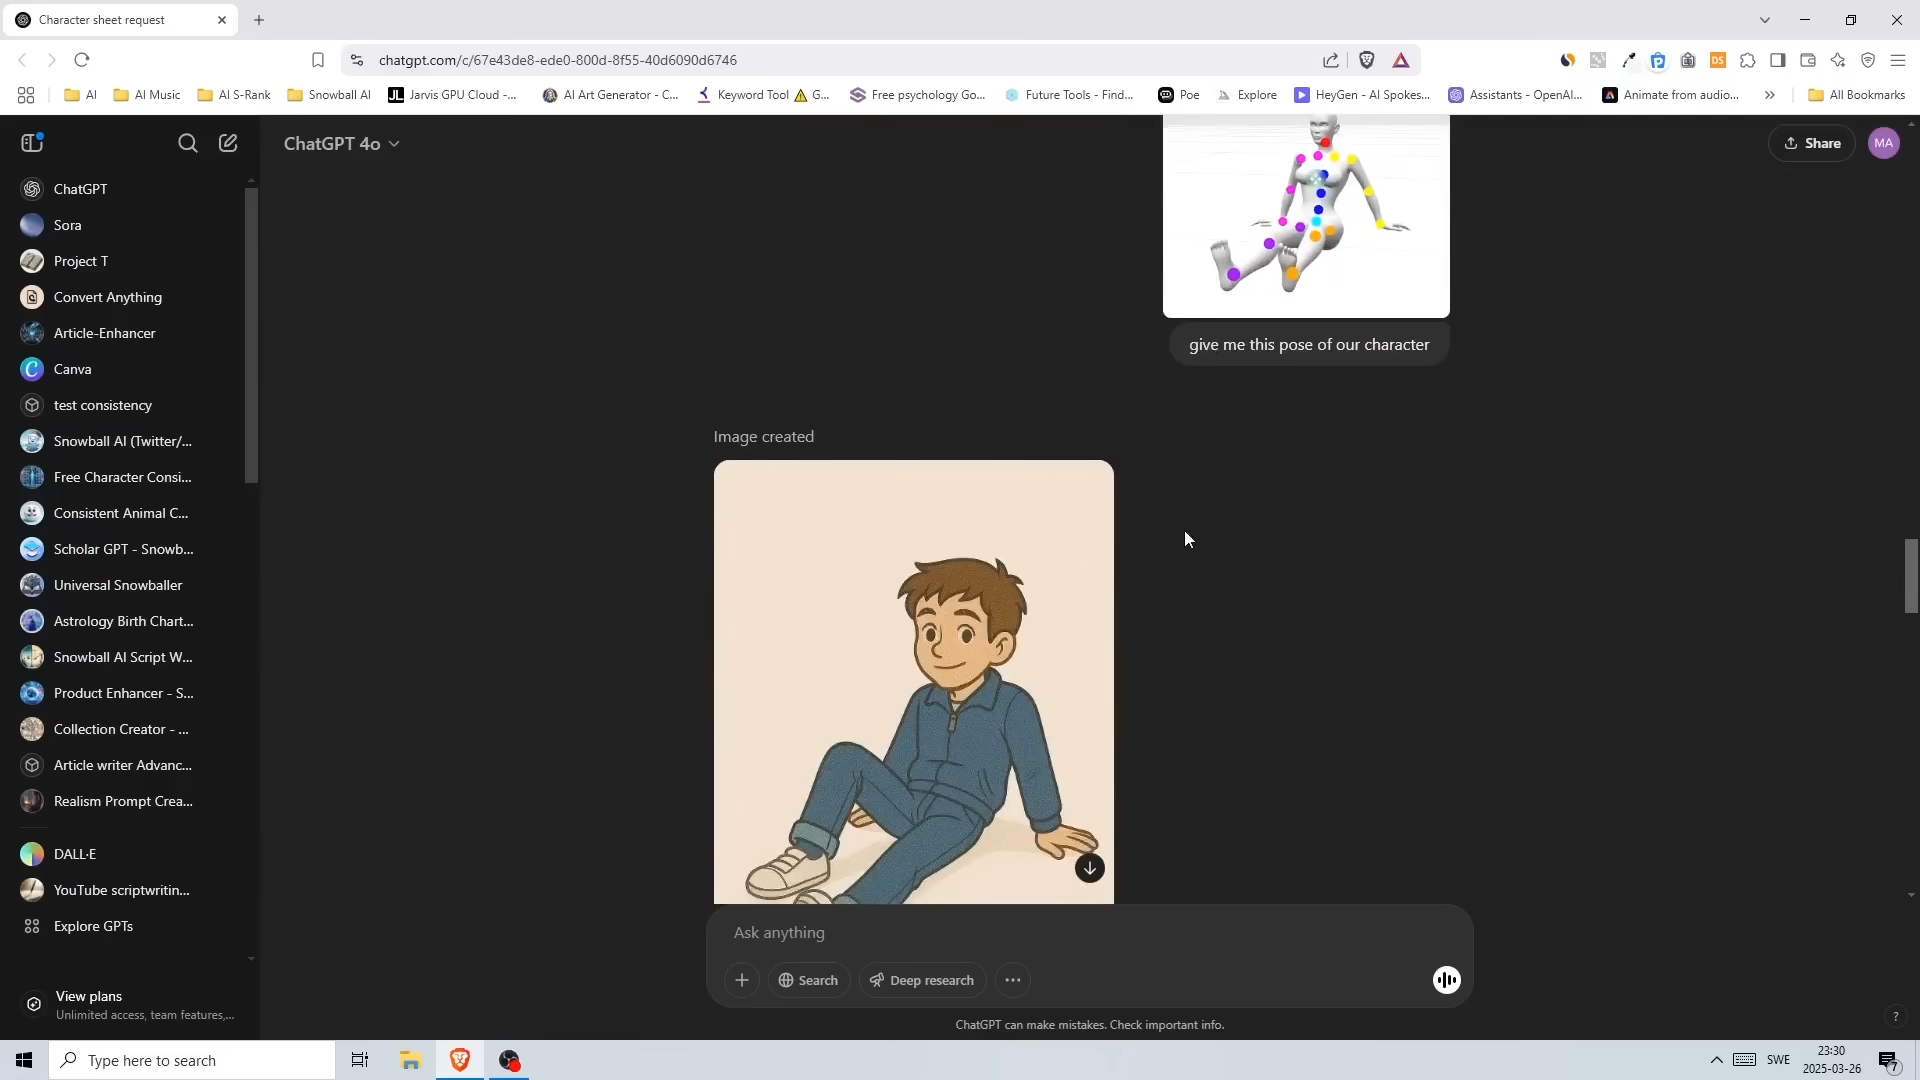 Character sheet request
chatgpt.com/c/67e43de8-ede0-800d-8f55-40d6090d6746
AI
AI Music
AI S-Rank
Snowball AI
Jarvis GPU Cloud -...
AI Art Generator - C...
Keyword Tool ⚠ G...
Free psychology Go...
Future Tools - Find...
Poe
Explore
HeyGen - AI Spokes...
Assistants - OpenAI...
Animate from audio...
All Bookmarks
ChatGPT 4o
Share
MA
ChatGPT
Sora
Project T
Convert Anything
Article-Enhancer
Canva
test consistency
Snowball AI (Twitter/...
Free Character Consi...
Consistent Animal C...
Scholar GPT - Snowb...
Universal Snowballer
Astrology Birth Chart...
Snowball AI Script W...
Product Enhancer - S...
Collection Creator - ...
Article writer Advanc...
Realism Prompt Crea...
DALL·E
YouTube scriptwritin...
Explore GPTs
View plans
Unlimited access, team features,...
give me this pose of our character
Image created
Ask anything
Search
Deep research
ChatGPT can make mistakes. Check important info.
?
Type here to search
SWE
23:30
2025-03-26
7